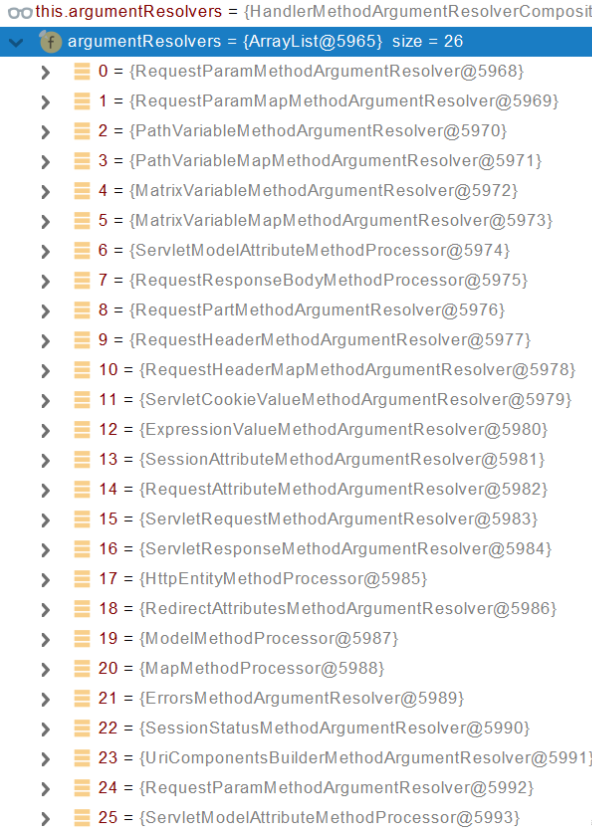 this.argumentResolvers = {HandlerMethodArgumentResolverComposit
f argumentResolvers = {ArrayList@5965} size = 26
0 = {RequestParamMethodArgumentResolver@5968}
1 = {RequestParamMapMethodArgumentResolver@5969}
2 = {PathVariableMethodArgumentResolver@5970}
3 = {PathVariableMapMethodArgumentResolver@5971}
4 = {MatrixVariableMethodArgumentResolver@5972}
5 = {MatrixVariableMapMethodArgumentResolver@5973}
6 = {ServletModelAttributeMethodProcessor@5974}
7 = {RequestResponseBodyMethodProcessor@5975}
8 = {RequestPartMethodArgumentResolver@5976}
9 = {RequestHeaderMethodArgumentResolver@5977}
10 = {RequestHeaderMapMethodArgumentResolver@5978}
11 = {ServletCookieValueMethodArgumentResolver@5979}
12 = {ExpressionValueMethodArgumentResolver@5980}
13 = {SessionAttributeMethodArgumentResolver@5981}
14 = {RequestAttributeMethodArgumentResolver@5982}
15 = {ServletRequestMethodArgumentResolver@5983}
16 = {ServletResponseMethodArgumentResolver@5984}
17 = {HttpEntityMethodProcessor@5985}
18 = {RedirectAttributesMethodArgumentResolver@5986}
19 = {ModelMethodProcessor@5987}
20 = {MapMethodProcessor@5988}
21 = {ErrorsMethodArgumentResolver@5989}
22 = {SessionStatusMethodArgumentResolver@5990}
23 = {UriComponentsBuilderMethodArgumentResolver@5991}
24 = {RequestParamMethodArgumentResolver@5992}
25 = {ServletModelAttributeMethodProcessor@5993}